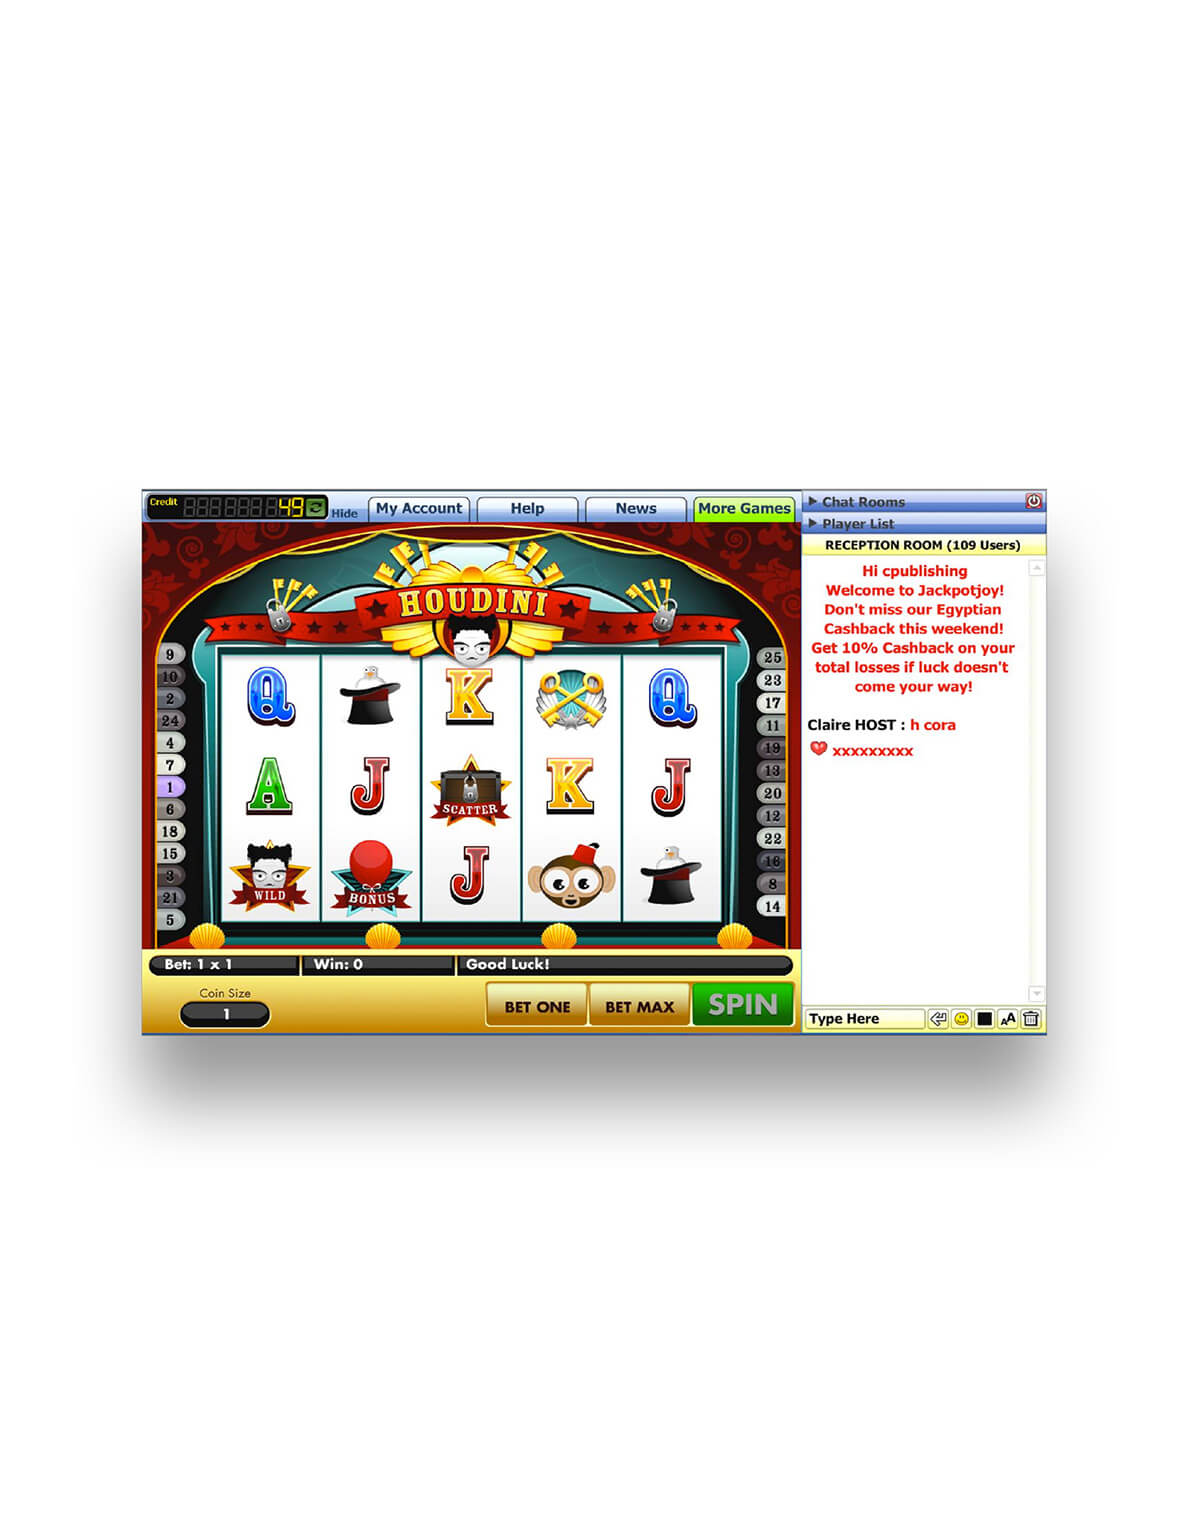 Credit 49
Hide
My Account
Help
News
More Games
Chat Rooms
Player List
RECEPTION ROOM (109 Users)
Hi cpublishing
Welcome to Jackpotjoy!
Don't miss our Egyptian
Cashback this weekend!
Get 10% Cashback on your
total losses if luck doesn't
come your way!
Claire HOST : h cora
xxxxxxxxx
HOUDINI
9
10
2
24
4
7
1
6
18
15
3
21
5
Q
K
Q
A
J
SCATTER
K
J
WILD
BONUS
J
25
23
17
11
19
13
20
12
22
16
8
14
Bet: 1 x 1
Win: 0
Good Luck!
Coin Size
1
BET ONE
BET MAX
SPIN
Type Here
AA